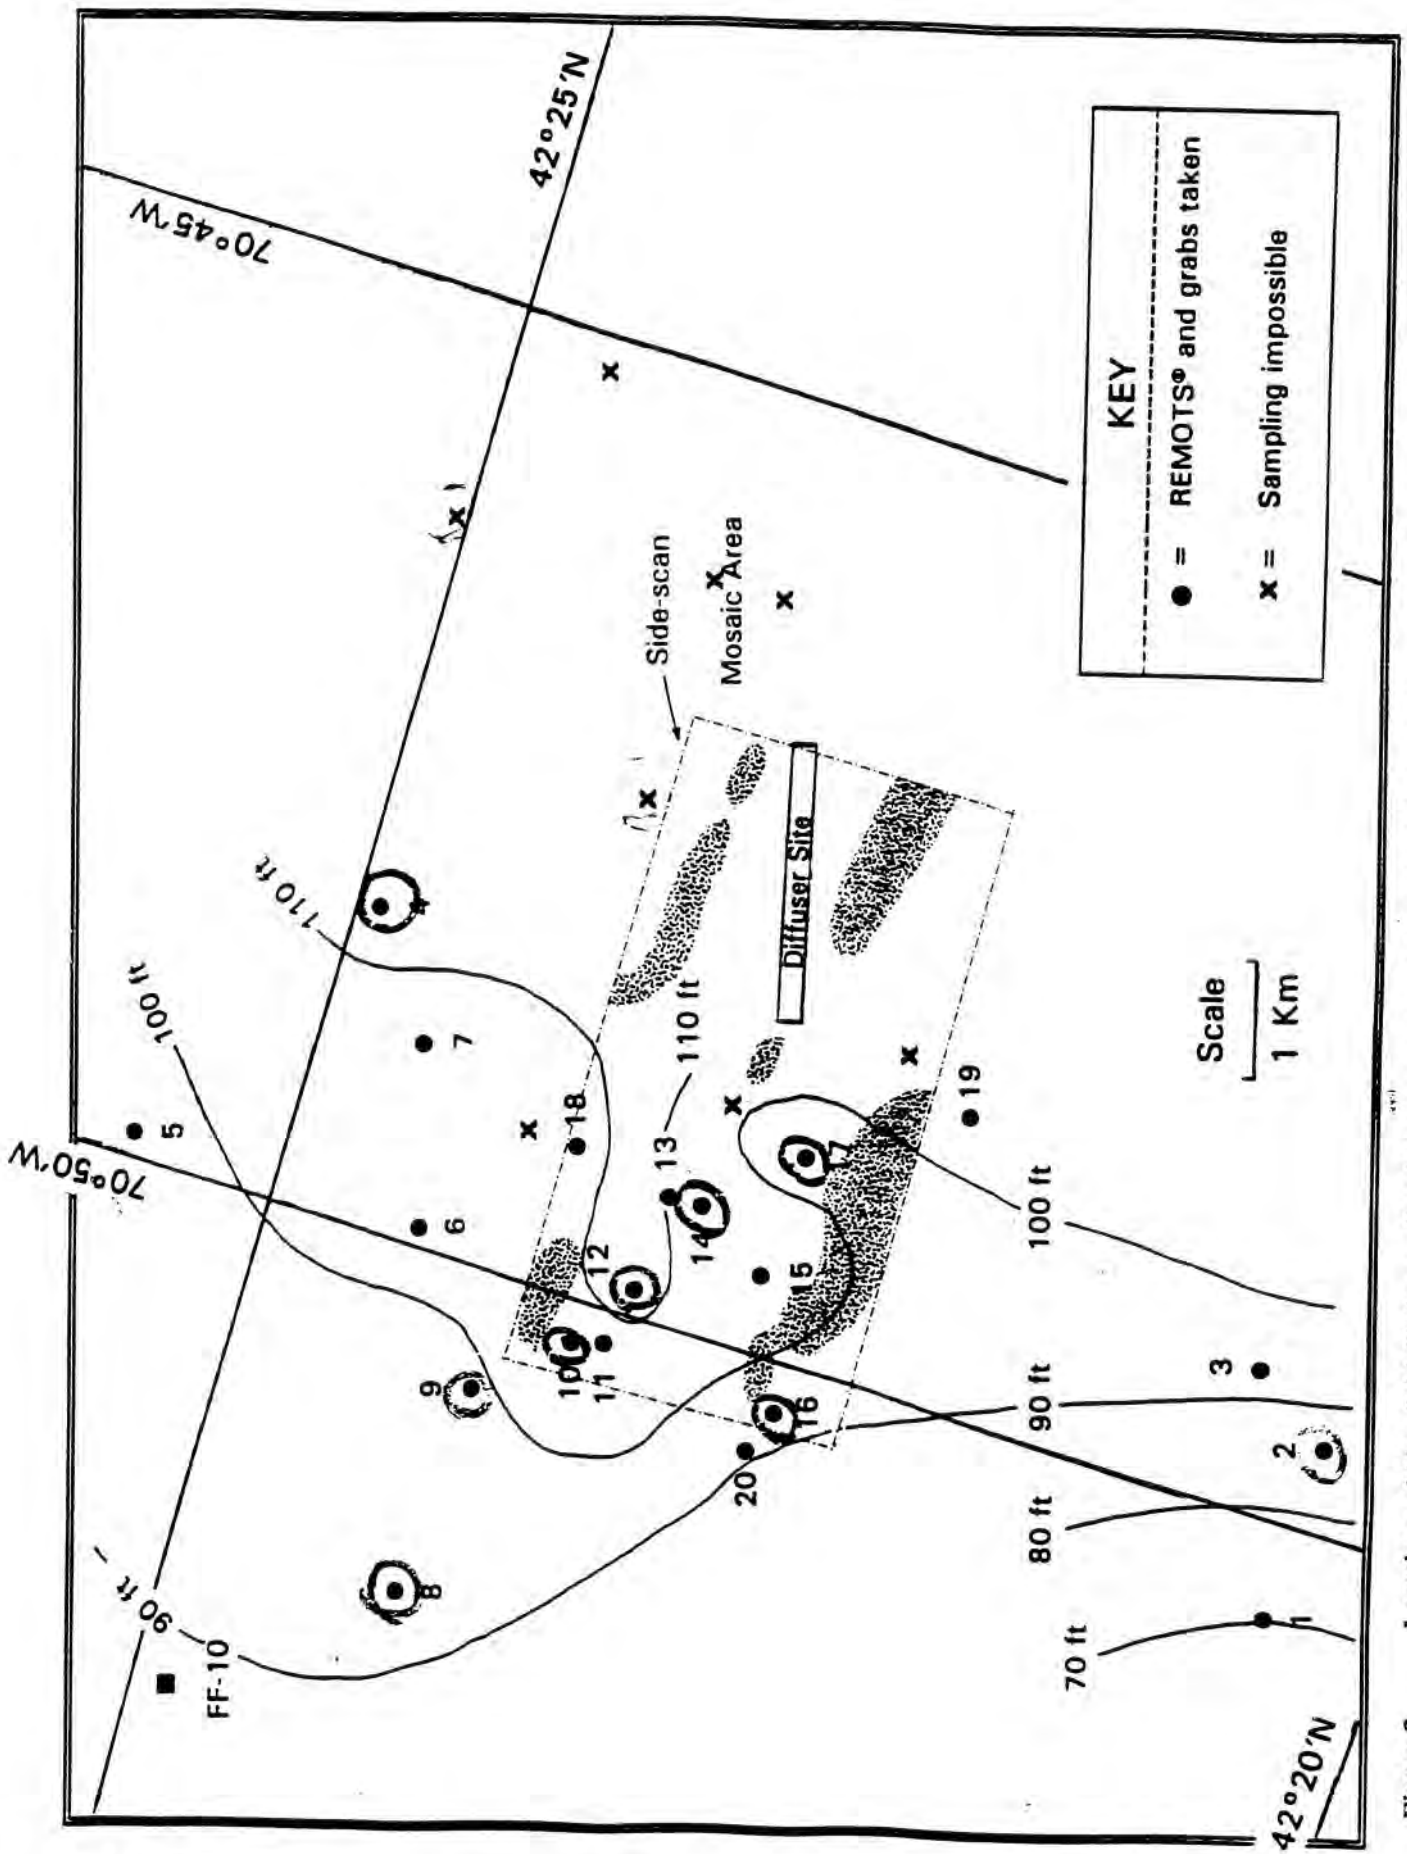 70°50'W
70°45'W
42°25'N
42°20'N
100 ft
110 ft
90 ft
FF-10
5
6
7
4
8
9
10
11
12
13
14
15
16
17
18
19
20
1
2
3
110 ft
Side-scan
Mosaic Area
Diffuser Site
100 ft
90 ft
80 ft
70 ft
Scale
1 Km
KEY
● = REMOTS® and grabs taken
x = Sampling impossible